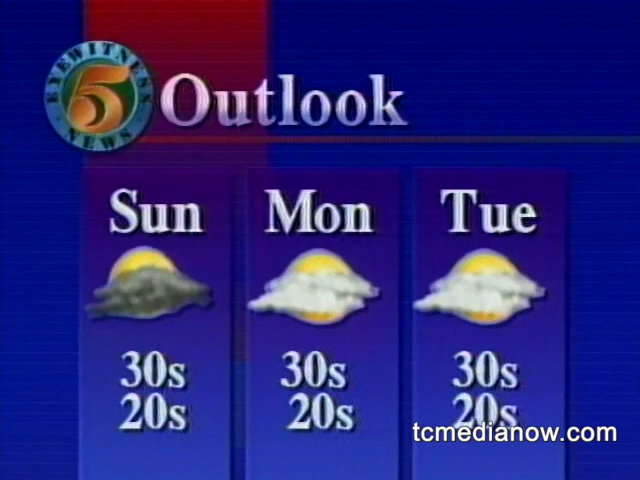 EYEWITNESS
5
NEWS
Outlook
Sun Mon Tue
30s 30s 30s
20s 20s 20s
tcmedianow.com